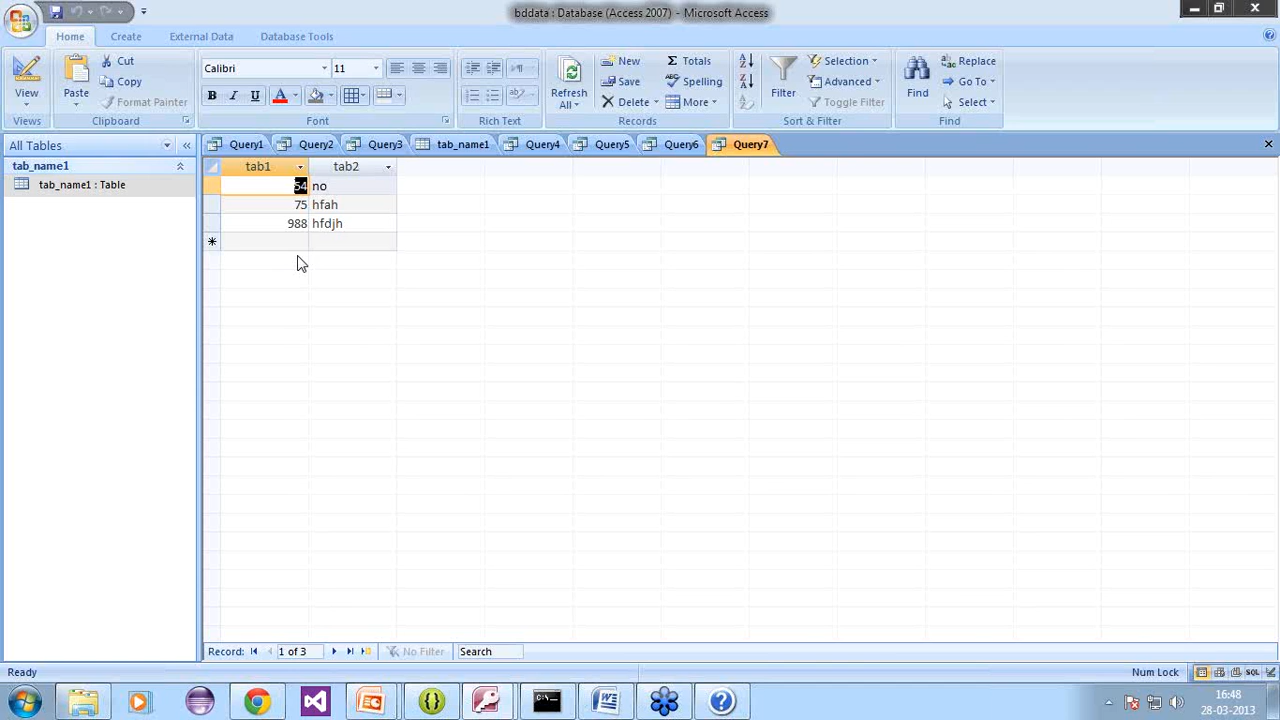 bddata : Database (Access 2007) - Microsoft Access
Home Create External Data Database Tools
View
Views
Paste
Cut
Copy
Format Painter
Clipboard
Calibri 11
B I U A
Font
Rich Text
Refresh All
New
Save
Delete
Totals
Spelling
More
Records
Filter
Selection
Advanced
Toggle Filter
Sort & Filter
Find
Replace
Go To
Select
Find
All Tables
tab_name1
tab_name1 : Table
Query1 Query2 Query3 tab_name1 Query4 Query5 Query6 Query7
tab1 tab2
54 no
75 hfah
988 hfdjh
Record: 1 of 3 No Filter Search
Ready Num Lock SQL
16:48
28-03-2013